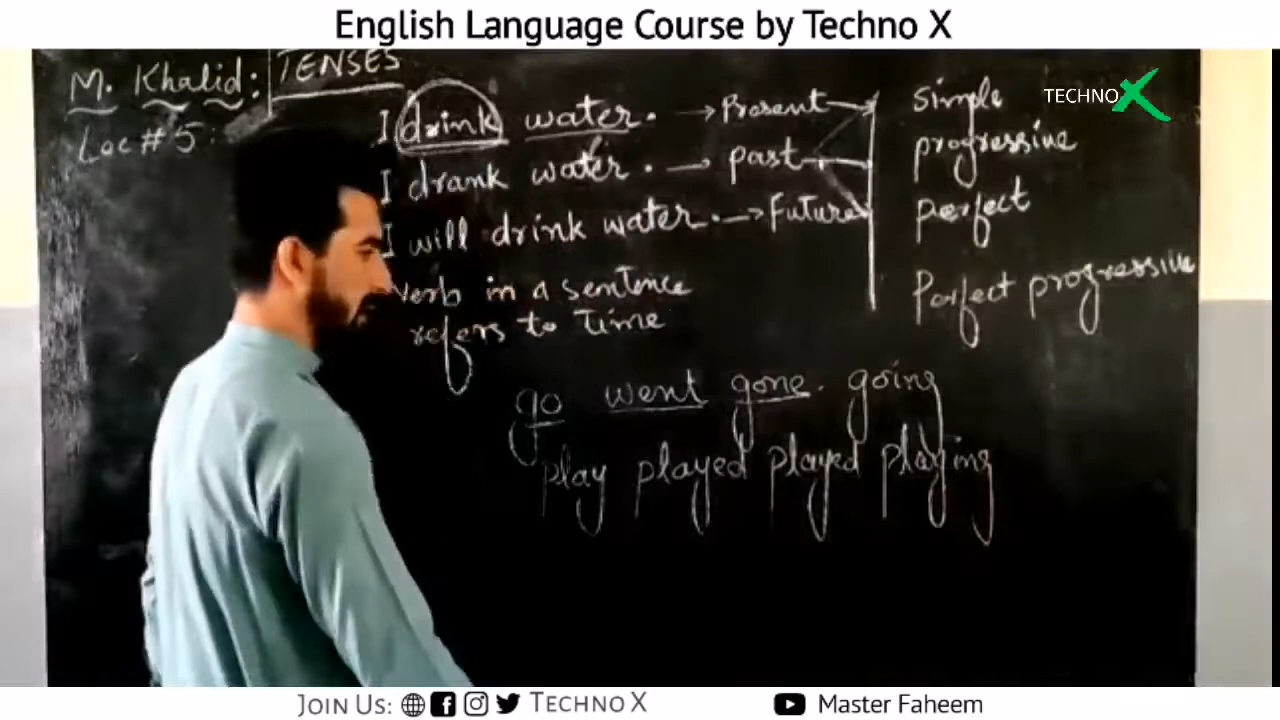 English Language Course by Techno X
M. Khalid: TENSES
Lec # 5:
I drink water. → Present → simple
TECHNO X
progressive
I drank water. → past
perfect
I will drink water. → Future
Perfect progressive
verb in a sentence
refers to Time
go went gone. going
play played played playing
JOIN US: TECHNO X
Master Faheem